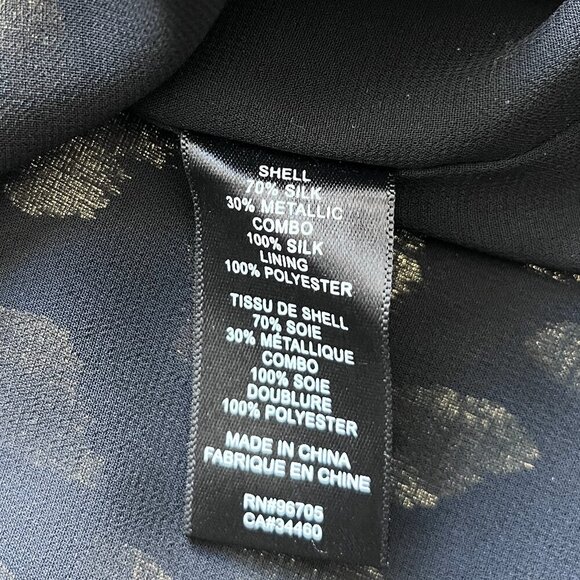 SHELL
70% SILK
30% METALLIC
COMBO
100% SILK
LINING
100% POLYESTER
TISSU DE SHELL
70% SOIE
30% MÉTALLIQUE
COMBO
100% SOIE
DOUBLURE
100% POLYESTER
MADE IN CHINA
FABRIQUE EN CHINE
RN#96705
CA#34460